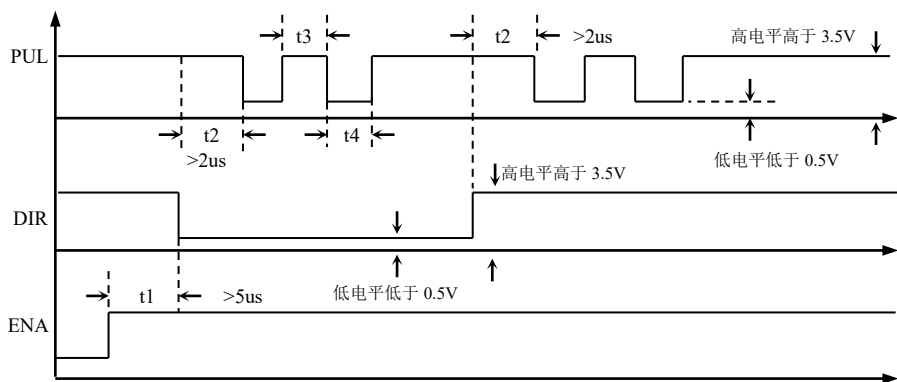 t3
t2
>2us
高电平高于 3.5V
PUL
t2
t4
>2us
低电平低于 0.5V
高电平高于 3.5V
DIR
t1
>5us
低电平低于 0.5V
ENA